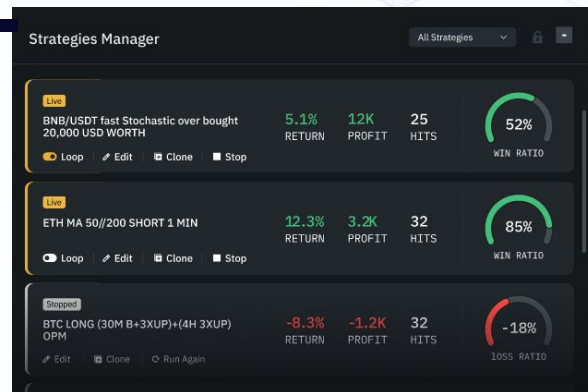 Strategies Manager
All Strategies
Live
BNB/USDT fast Stochastic over bought
20,000 USD WORTH
5.1%
RETURN
12K
PROFIT
25
HITS
52%
WIN RATIO
Loop
Edit
Clone
Stop
Live
ETH MA 50//200 SHORT 1 MIN
12.3%
RETURN
3.2K
PROFIT
32
HITS
85%
WIN RATIO
Loop
Edit
Clone
Stop
Stopped
BTC LONG (30M B+3XUP)+(4H 3XUP)
OPM
-8.3%
RETURN
-1.2K
PROFIT
32
HITS
-18%
lOSS RATIO
Edit
Clone
Run Again